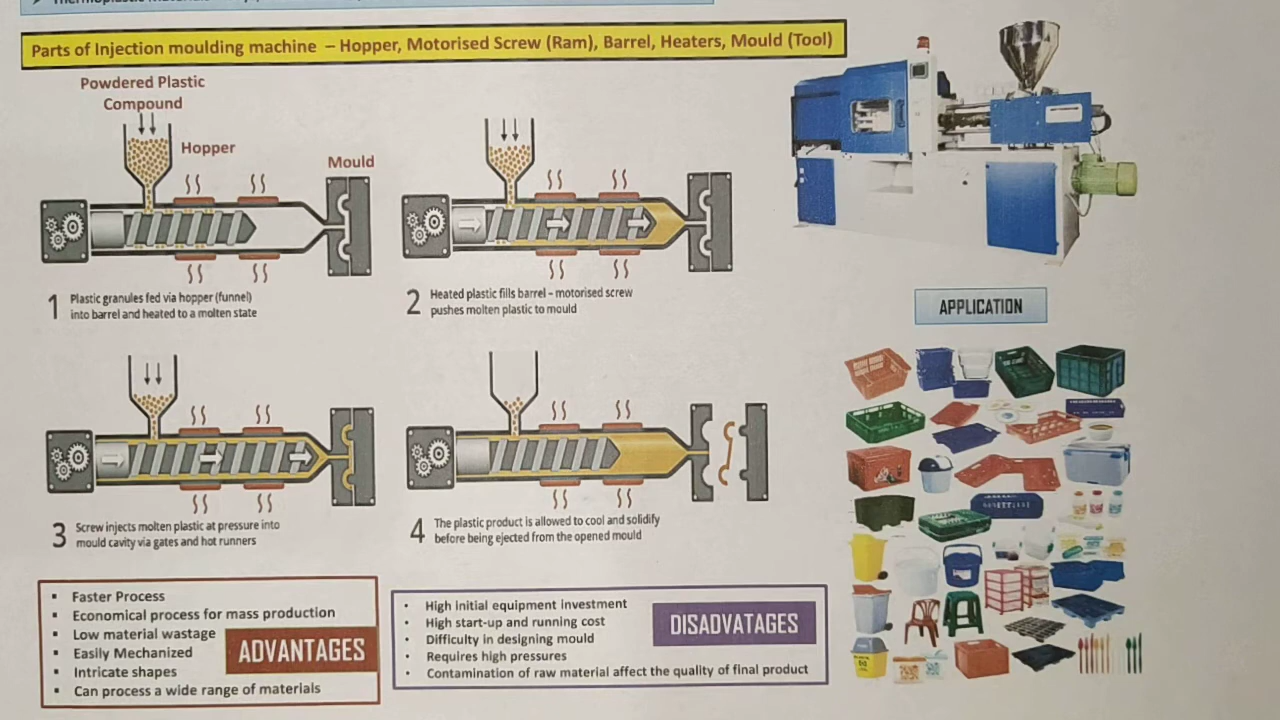 Thermoplastic Materials
Parts of Injection moulding machine – Hopper, Motorised Screw (Ram), Barrel, Heaters, Mould (Tool)
Powdered Plastic
Compound
Hopper
Mould
1 Plastic granules fed via hopper (funnel)
into barrel and heated to a molten state
2 Heated plastic fills barrel – motorised screw
pushes molten plastic to mould
3 Screw injects molten plastic at pressure into
mould cavity via gates and hot runners
4 The plastic product is allowed to cool and solidify
before being ejected from the opened mould
APPLICATION
▪ Faster Process
▪ Economical process for mass production
▪ Low material wastage
▪ Easily Mechanized
▪ Intricate shapes
▪ Can process a wide range of materials
ADVANTAGES
• High initial equipment investment
• High start-up and running cost
• Difficulty in designing mould
• Requires high pressures
• Contamination of raw material affect the quality of final product
DISADVATAGES